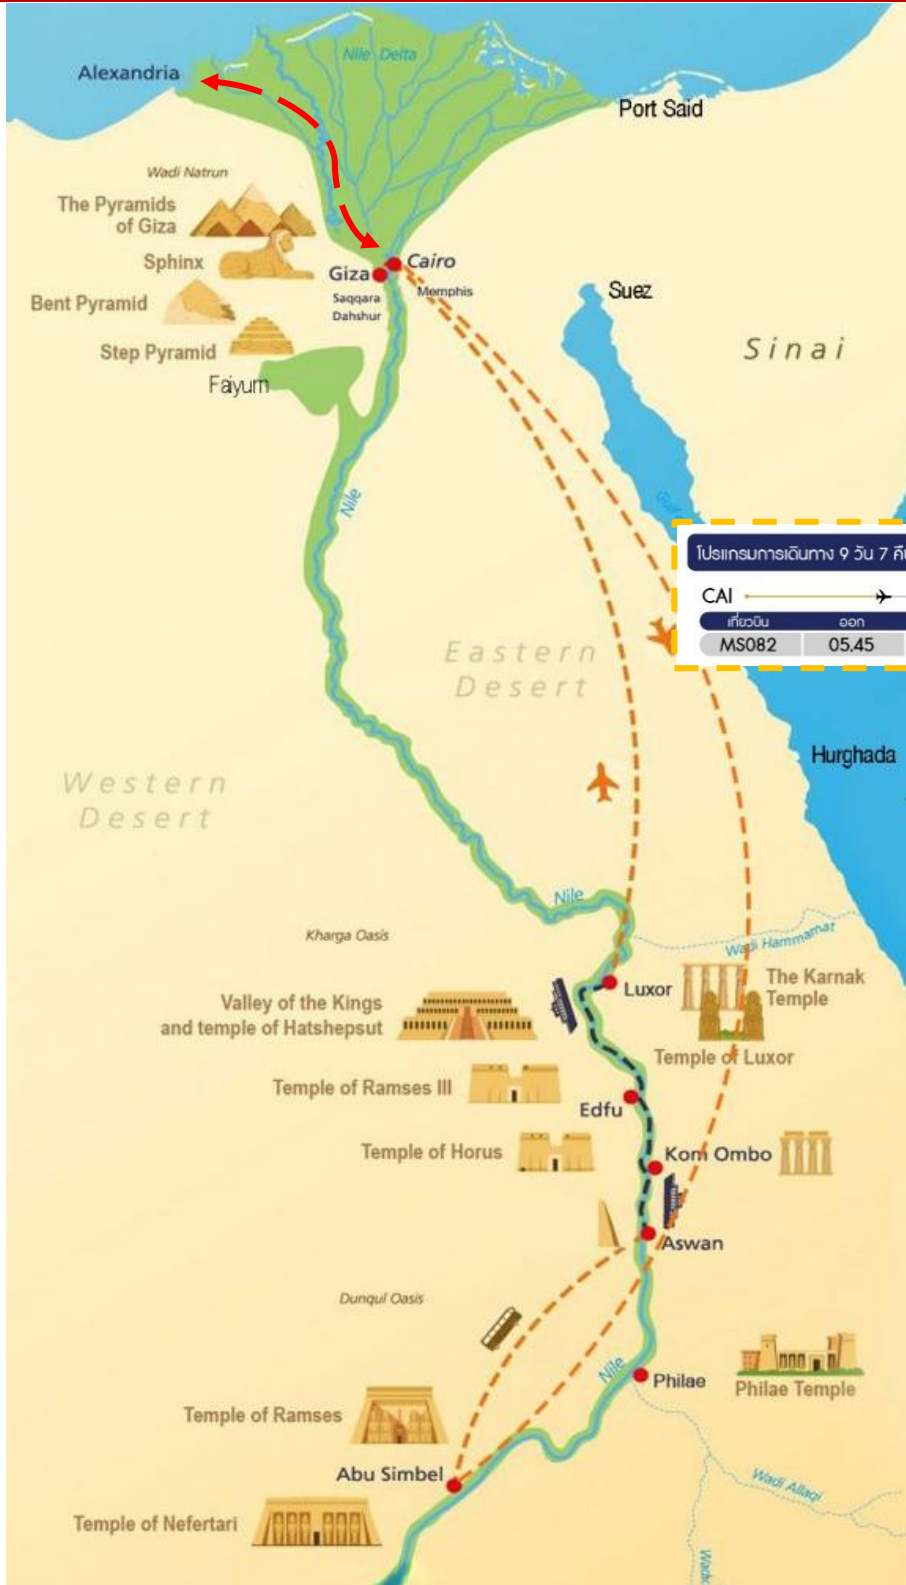 Nile Delta
Alexandria
Port Said
Wadi Natrun
The Pyramids
of Giza
Sphinx
Giza
Cairo
Bent Pyramid
Saqqara
Dahshur
Memphis
Suez
Step Pyramid
Sinai
Faiyum
Nile
Gulf
โปรแกรมการเดินทาง 9 วัน 7
CAI
เที่ยวบิน
ออก
MS082
05.45
Eastern
Desert
Hurghada
Western
Desert
Nile
Kharga Oasis
Wadi Hammamat
Luxor
The Karnak
Temple
Valley of the Kings
and temple of Hatshepsut
Temple of Luxor
Temple of Ramses III
Edfu
Temple of Horus
Kom Ombo
Aswan
Dunqul Oasis
Nile
Philae
Philae Temple
Temple of Ramses
Abu Simbel
Wadi Allaqi
Temple of Nefertari